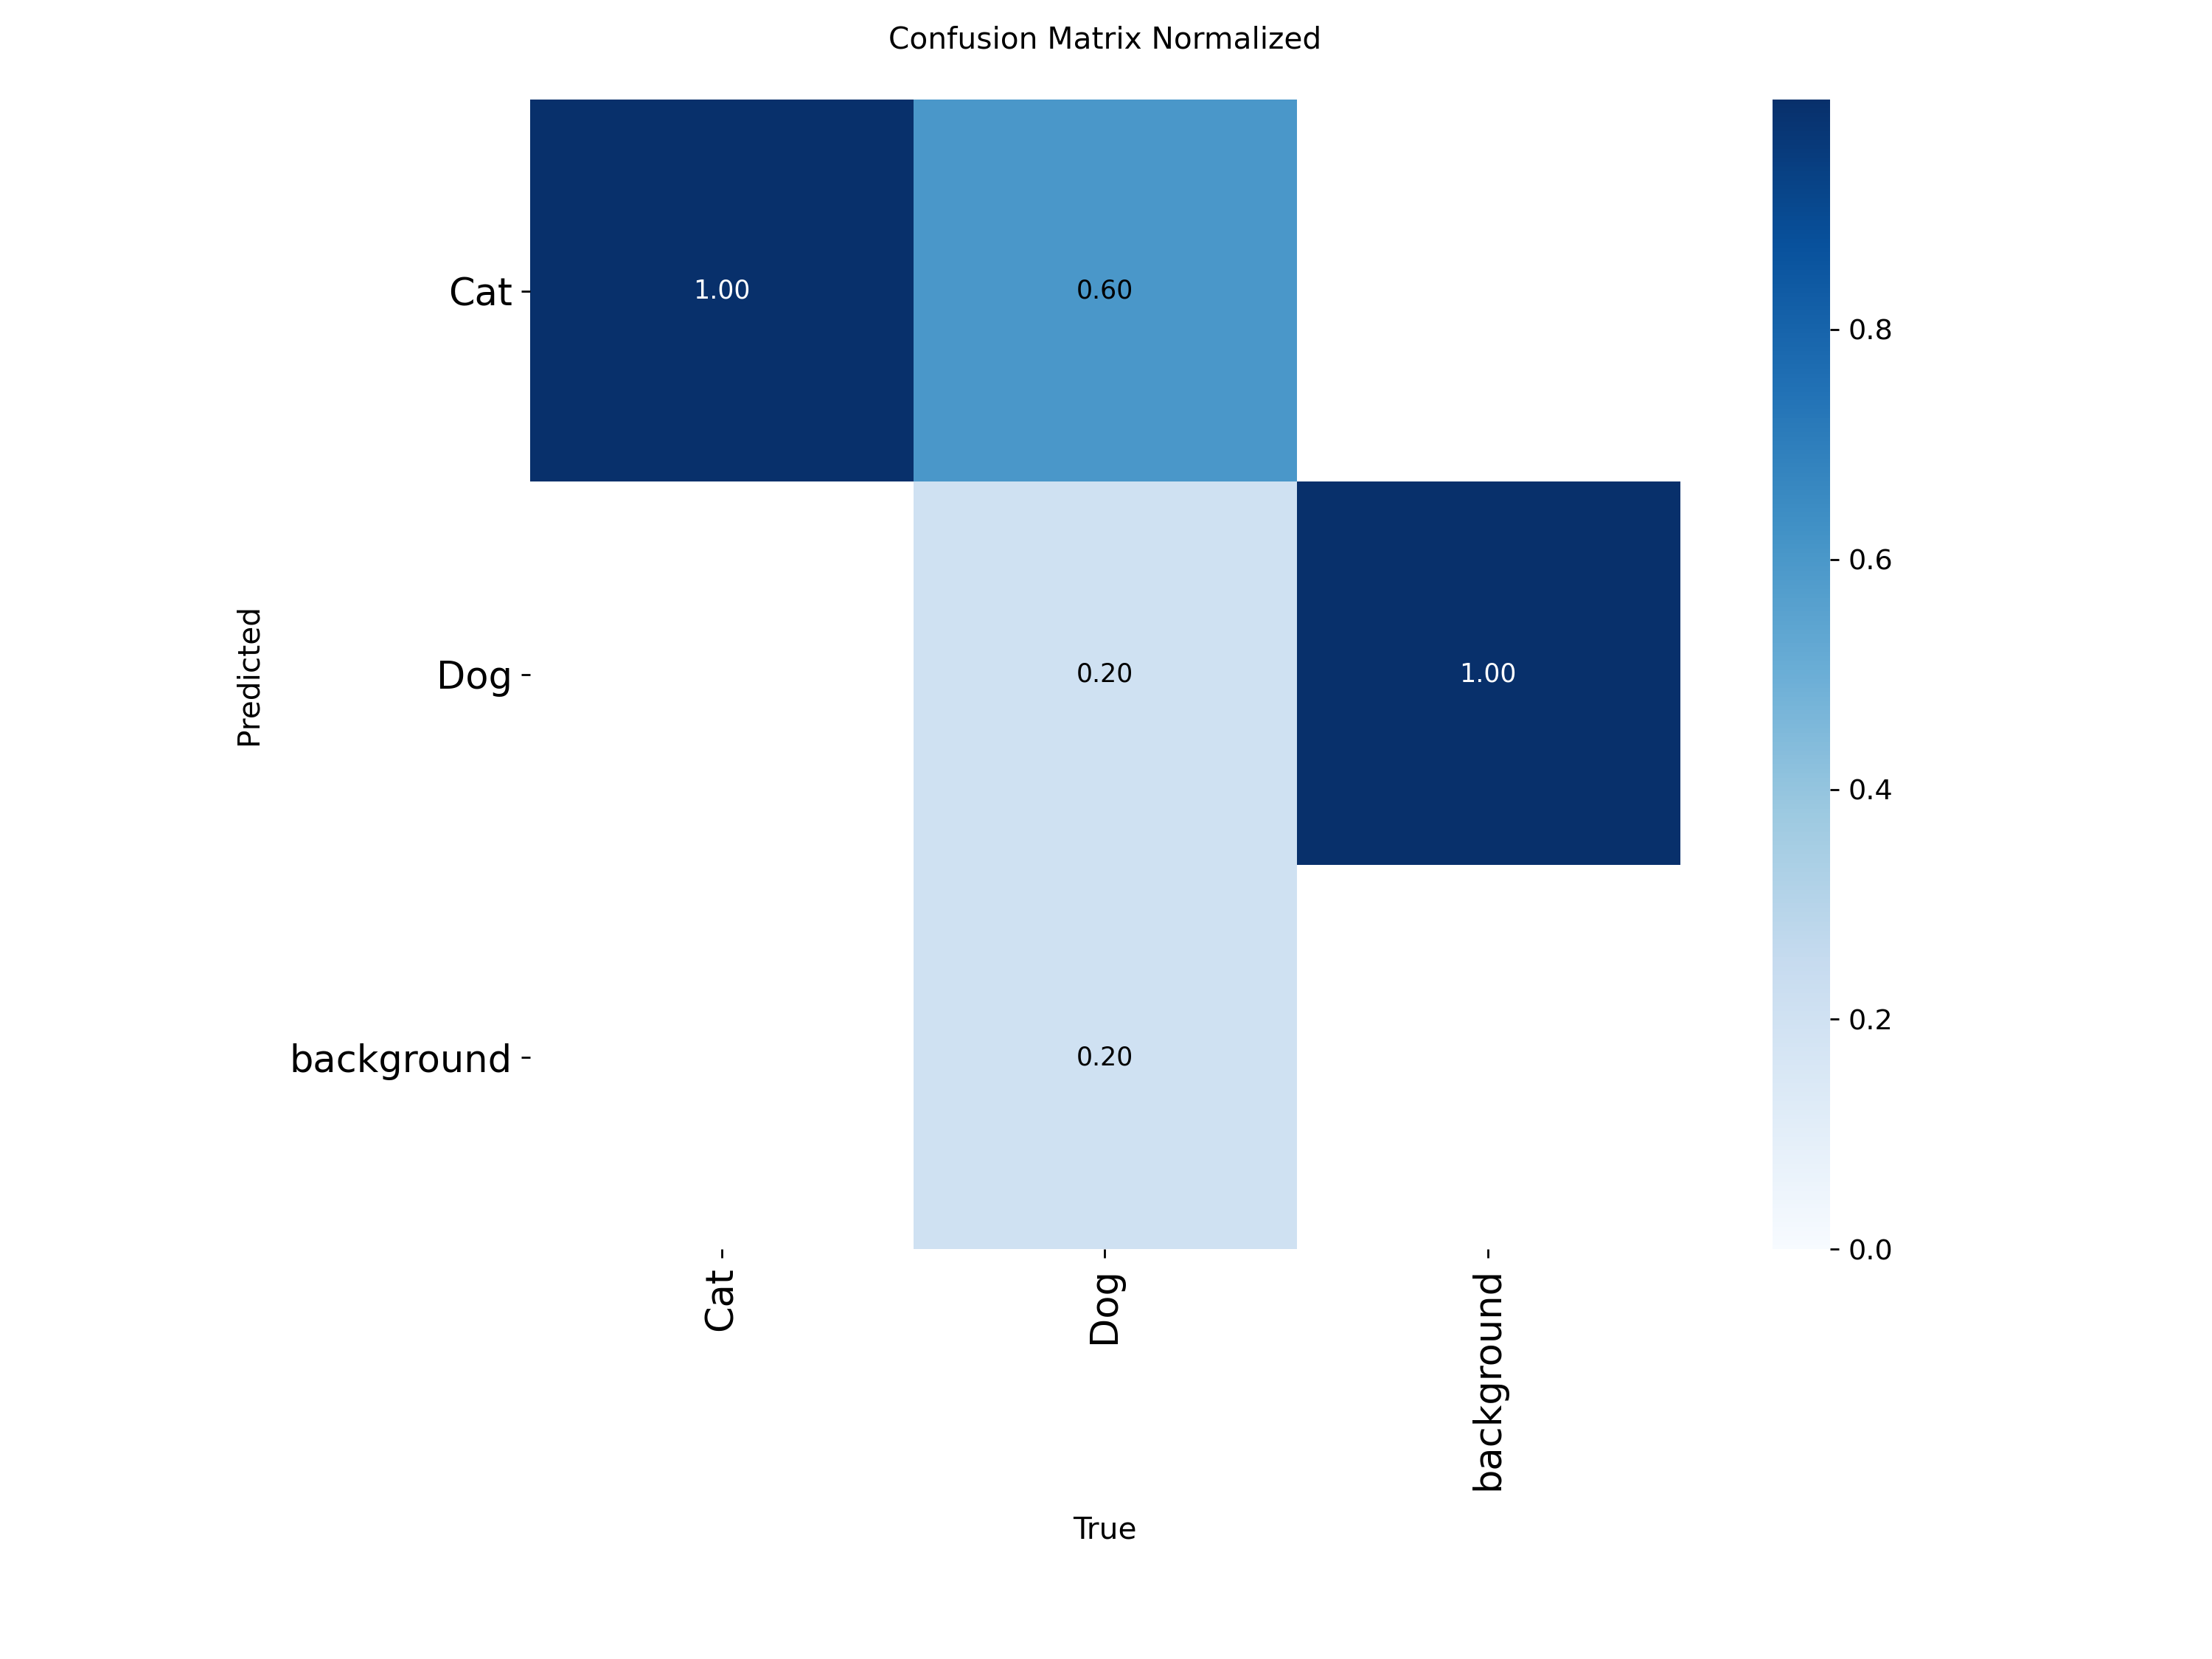 Confusion Matrix Normalized
Cat
1.00
0.60
Dog
0.20
1.00
background
0.20
Predicted
Cat
Dog
background
True
0.8
0.6
0.4
0.2
0.0